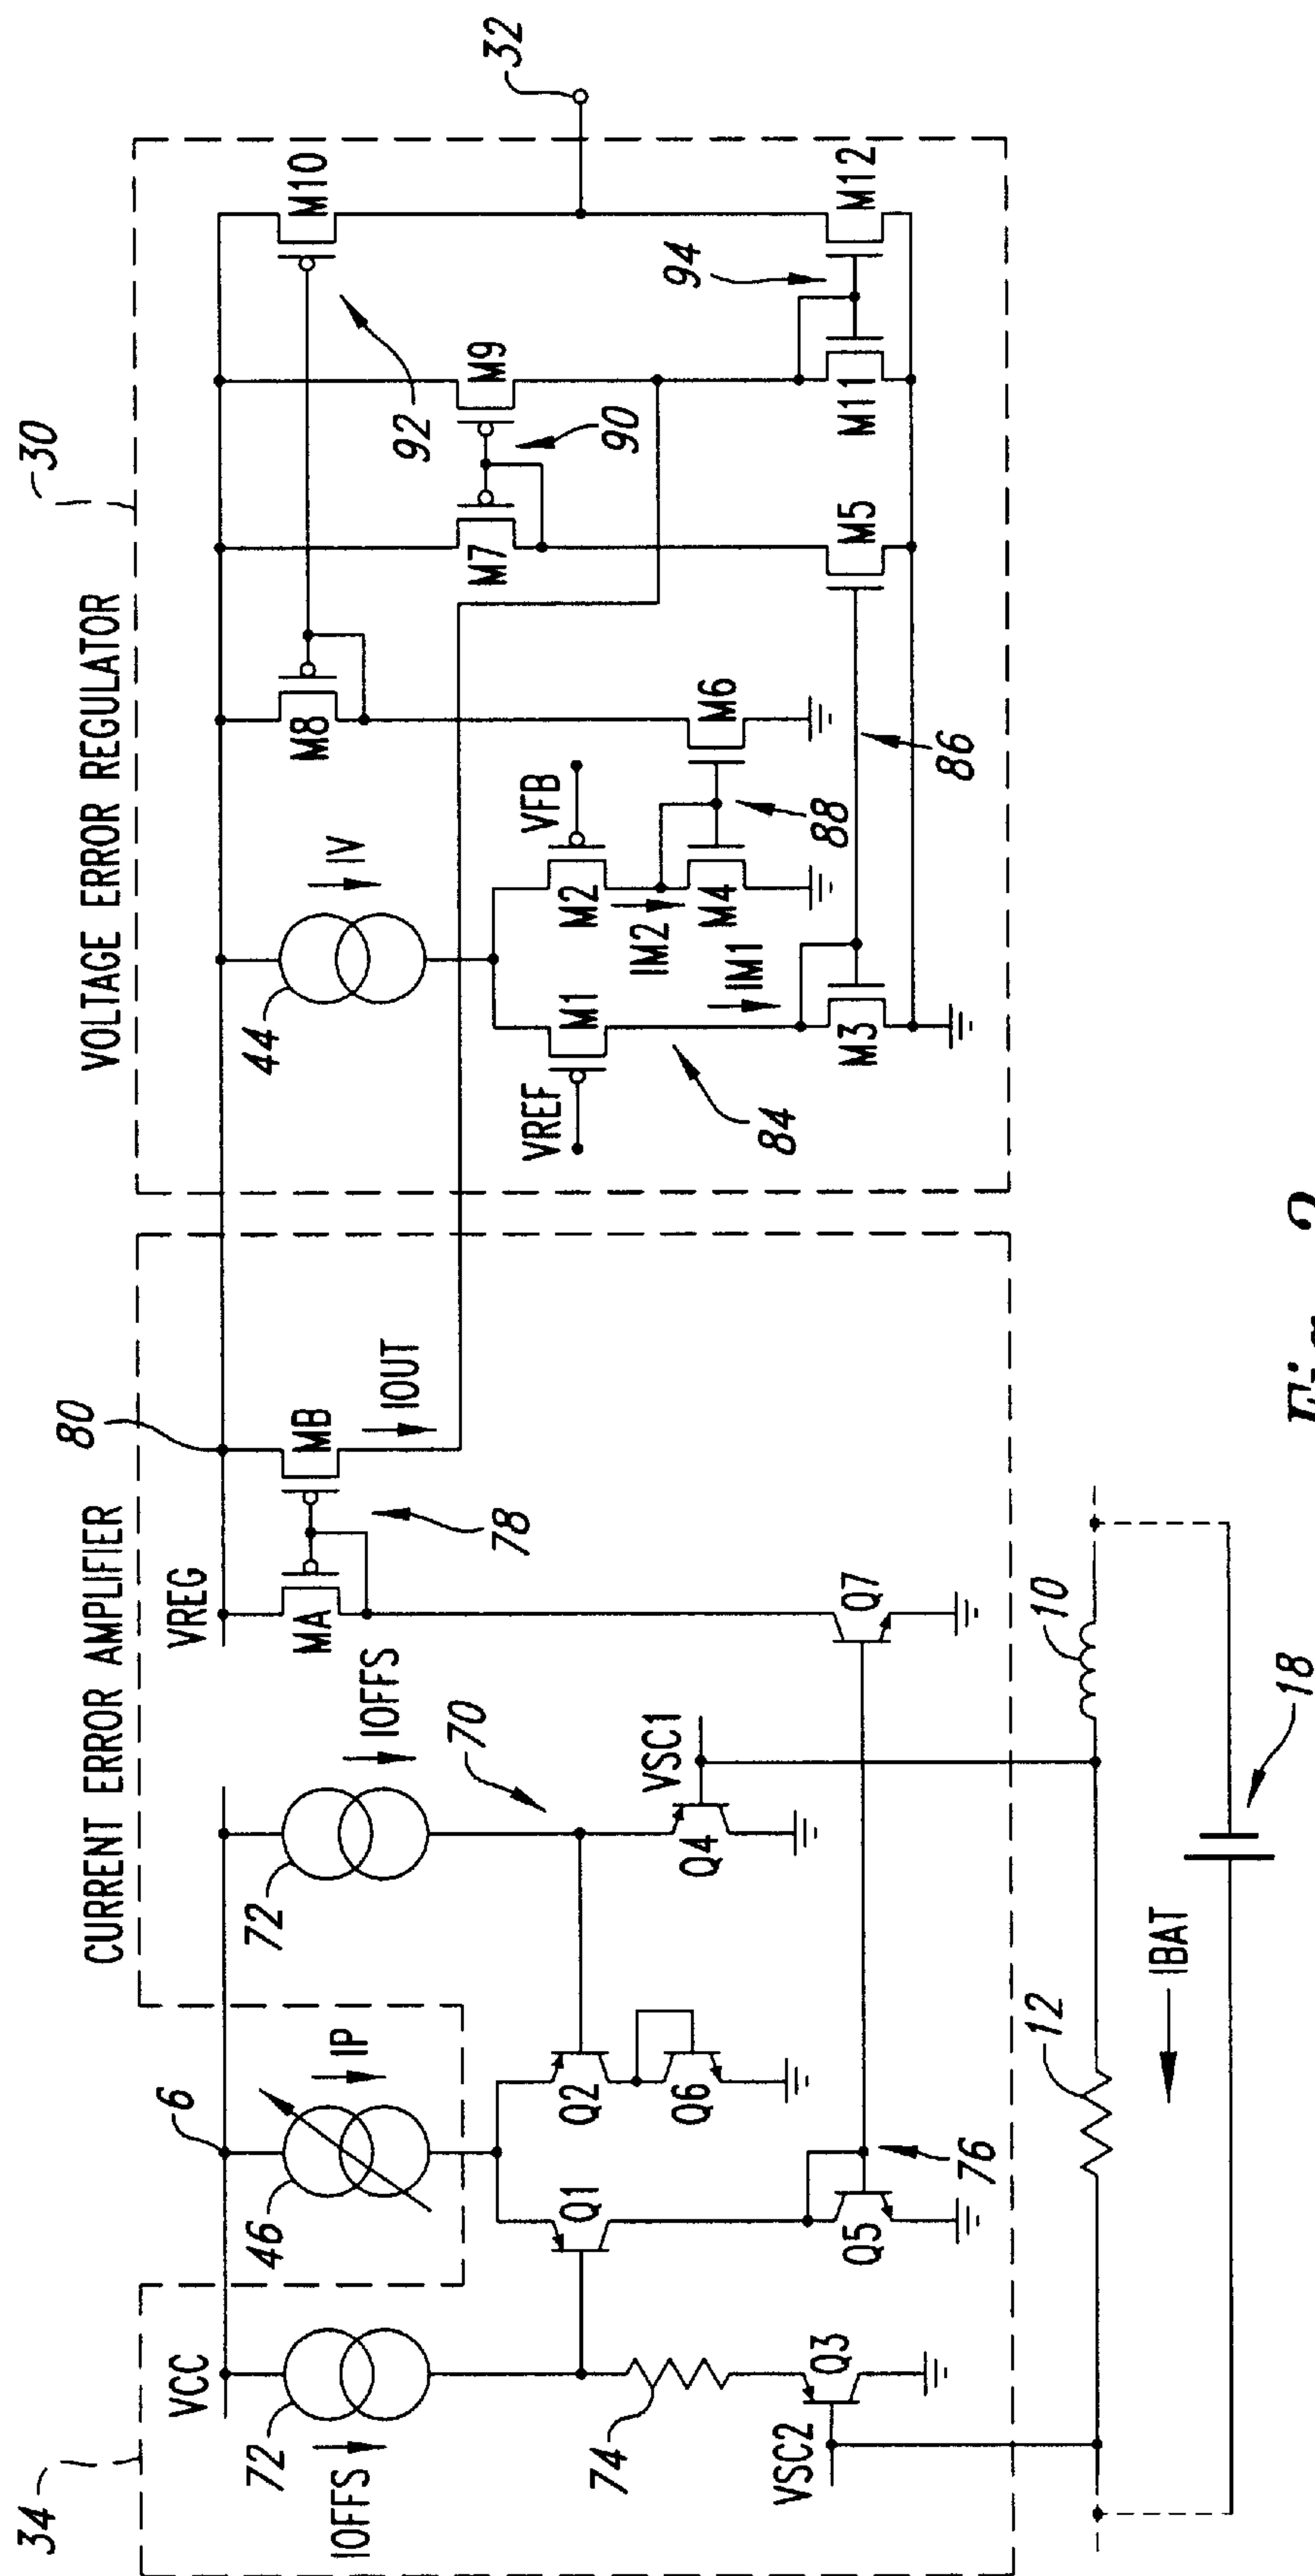 34
CURRENT ERROR AMPLIFIER
80
30
VOLTAGE ERROR REGULATOR
VCC
6
VREG
72
IOFFS
46
IP
72
IOFFS
MA
MB
78
IOUT
44
IV
M8
M10
92
32
70
Q1
Q2
Q6
74
VSC2
Q3
Q5
76
VSC1
Q4
Q7
VREF
M1
84
M2
VFB
IM2
IM1
M4
88
M6
M3
86
M7
M9
90
M5
M11
94
M12
12
10
IBAT
18